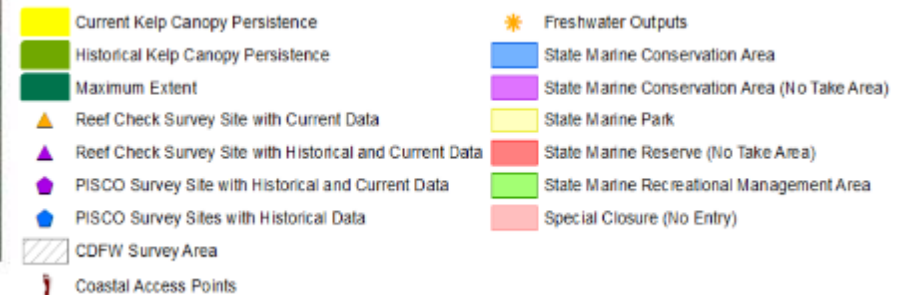 Current Kelp Canopy Persistence
Historical Kelp Canopy Persistence
Maximum Extent
Reef Check Survey Site with Current Data
Reef Check Survey Site with Historical and Current Data
PISCO Survey Site with Historical and Current Data
PISCO Survey Sites with Historical Data
CDFW Survey Area
Coastal Access Points
Freshwater Outputs
State Marine Conservation Area
State Marine Conservation Area (No Take Area)
State Marine Park
State Marine Reserve (No Take Area)
State Marine Recreational Management Area
Special Closure (No Entry)